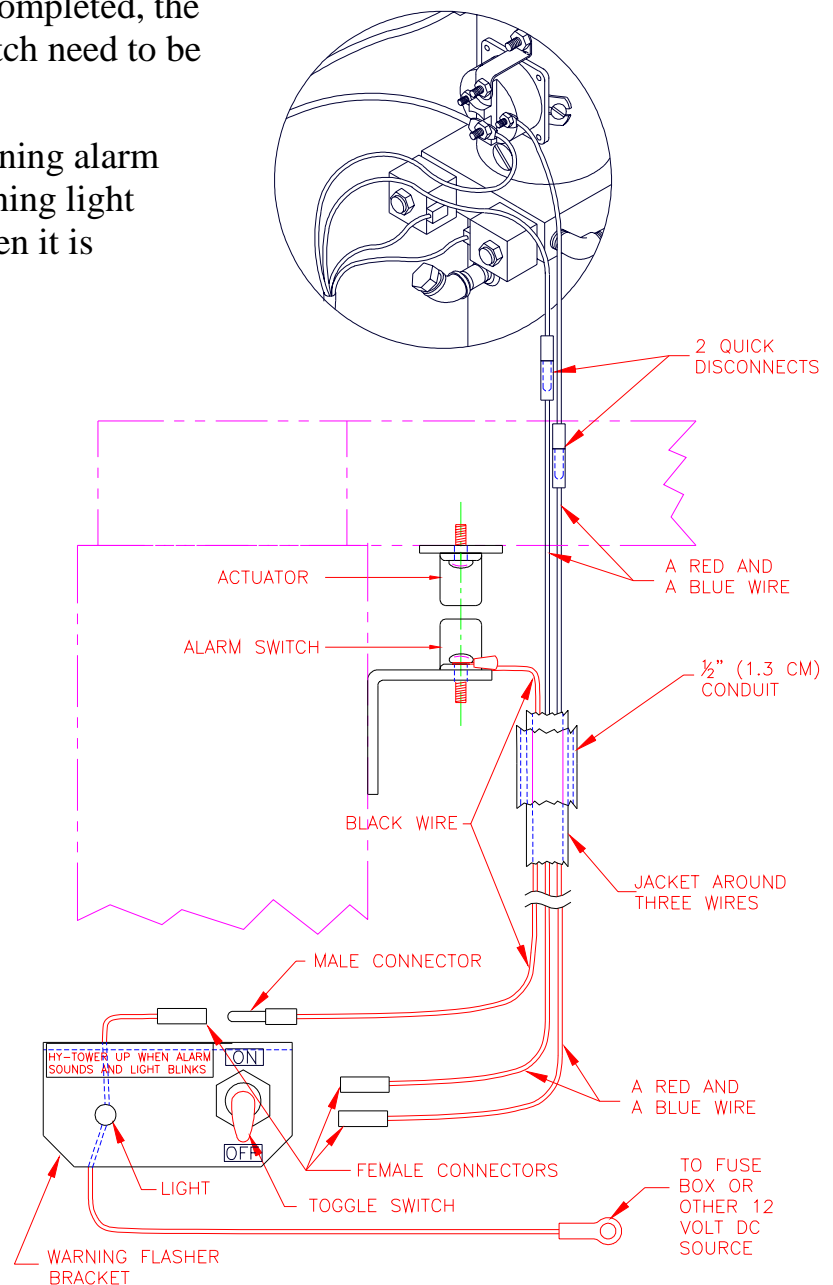 ompleted, the
tch need to be
ning alarm
ning light
en it is
2 QUICK
DISCONNECTS
ACTUATOR
A RED AND
A BLUE WIRE
ALARM SWITCH
½" (1.3 CM)
CONDUIT
BLACK WIRE
JACKET AROUND
THREE WIRES
MALE CONNECTOR
HY-TOWER UP WHEN ALARM
SOUNDS AND LIGHT BLINKS
ON
OFF
A RED AND
A BLUE WIRE
FEMALE CONNECTORS
LIGHT
TOGGLE SWITCH
TO FUSE
BOX OR
OTHER 12
VOLT DC
SOURCE
WARNING FLASHER
BRACKET